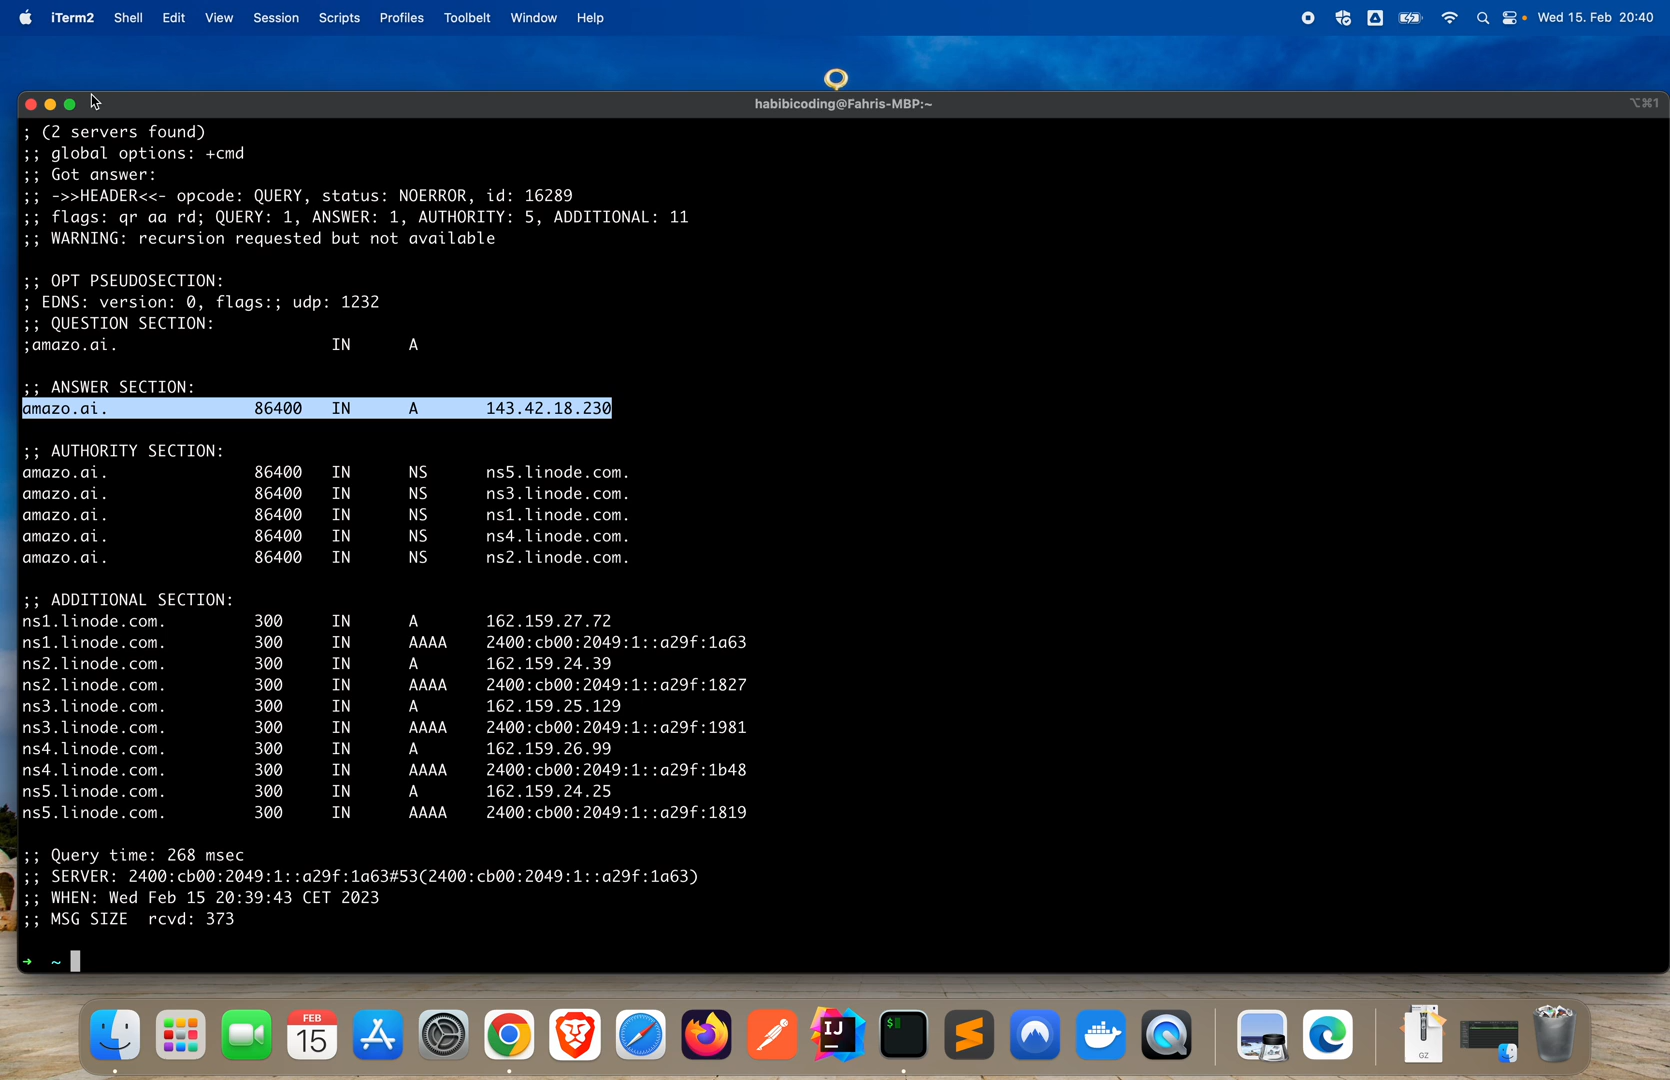 iTerm2 Shell Edit View Session Scripts Profiles Toolbelt Window Help Wed 15. Feb 20:40
habibicoding@Fahris-MBP:~ ⌥⌘1
; (2 servers found)
;; global options: +cmd
;; Got answer:
;; ->>HEADER<<- opcode: QUERY, status: NOERROR, id: 16289
;; flags: qr aa rd; QUERY: 1, ANSWER: 1, AUTHORITY: 5, ADDITIONAL: 11
;; WARNING: recursion requested but not available
;; OPT PSEUDOSECTION:
; EDNS: version: 0, flags:; udp: 1232
;; QUESTION SECTION:
;amazo.ai. IN A
;; ANSWER SECTION:
amazo.ai. 86400 IN A 143.42.18.230
;; AUTHORITY SECTION:
amazo.ai. 86400 IN NS ns5.linode.com.
amazo.ai. 86400 IN NS ns3.linode.com.
amazo.ai. 86400 IN NS ns1.linode.com.
amazo.ai. 86400 IN NS ns4.linode.com.
amazo.ai. 86400 IN NS ns2.linode.com.
;; ADDITIONAL SECTION:
ns1.linode.com. 300 IN A 162.159.27.72
ns1.linode.com. 300 IN AAAA 2400:cb00:2049:1::a29f:1a63
ns2.linode.com. 300 IN A 162.159.24.39
ns2.linode.com. 300 IN AAAA 2400:cb00:2049:1::a29f:1827
ns3.linode.com. 300 IN A 162.159.25.129
ns3.linode.com. 300 IN AAAA 2400:cb00:2049:1::a29f:1981
ns4.linode.com. 300 IN A 162.159.26.99
ns4.linode.com. 300 IN AAAA 2400:cb00:2049:1::a29f:1b48
ns5.linode.com. 300 IN A 162.159.24.25
ns5.linode.com. 300 IN AAAA 2400:cb00:2049:1::a29f:1819
;; Query time: 268 msec
;; SERVER: 2400:cb00:2049:1::a29f:1a63#53(2400:cb00:2049:1::a29f:1a63)
;; WHEN: Wed Feb 15 20:39:43 CET 2023
;; MSG SIZE rcvd: 373
→ ~
FEB
15
IJ
$
GZ